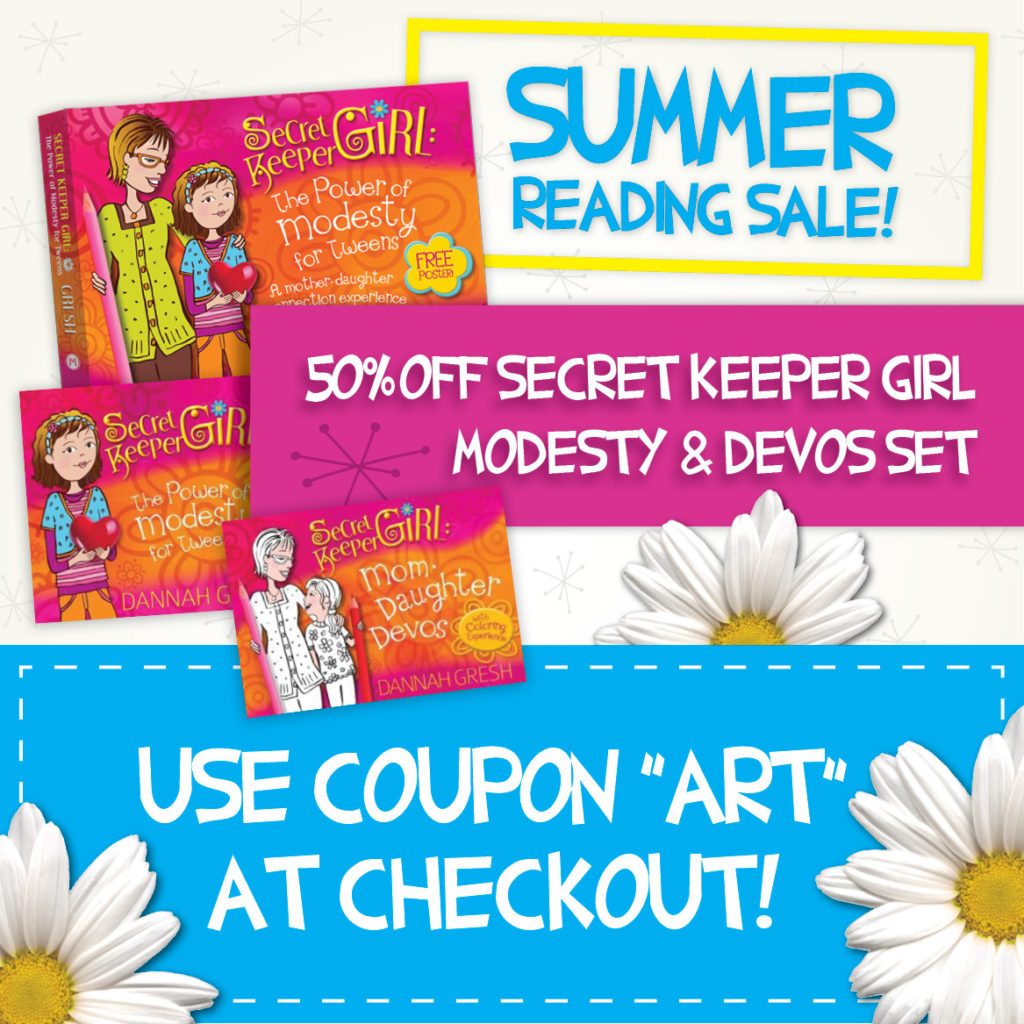 SUMMER
READING SALE!
SECRET KEEPER GIRL:
The Power of Modesty for Tweens
GRESH
Secret
Keeper GiRL:
The Power of
modesty
for Tweens
FREE
POSTER!
A mother-daughter
connection experience
50% OFF SECRET KEEPER GIRL
MODESTY & DEVOS SET
Secret
Keeper GiRL
The Power of
modesty
for Tweens
DANNAH G
Secret
Keeper GiRL:
Mom-
Daughter
Devos
with
Coloring
Experience
DANNAH GRESH
USE COUPON "ART"
AT CHECKOUT!